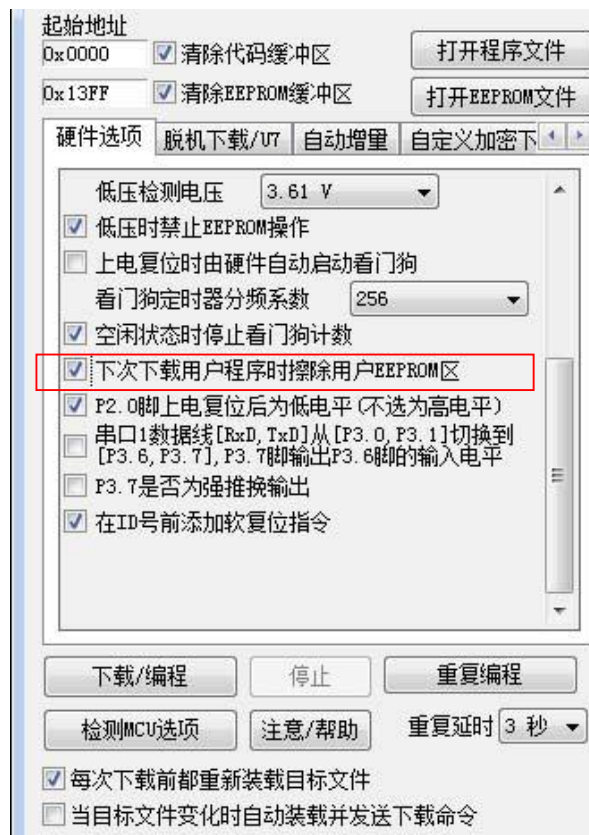 起始地址
0x0000 清除代码缓冲区 打开程序文件
0x13FF 清除EEPROM缓冲区 打开EEPROM文件
硬件选项 脱机下载/U7 自动增量 自定义加密下
低压检测电压 3.61 V
低压时禁止EEPROM操作
上电复位时由硬件自动启动看门狗
看门狗定时器分频系数 256
空闲状态时停止看门狗计数
下次下载用户程序时擦除用户EEPROM区
P2.0脚上电复位后为低电平(不选为高电平)
串口1数据线[RxD,TxD]从[P3.0,P3.1]切换到
[P3.6,P3.7],P3.7脚输出P3.6脚的输入电平
P3.7是否为强推挽输出
在ID号前添加软复位指令
下载/编程 停止 重复编程
检测MCU选项 注意/帮助 重复延时 3 秒
每次下载前都重新装载目标文件
当目标文件变化时自动装载并发送下载命令